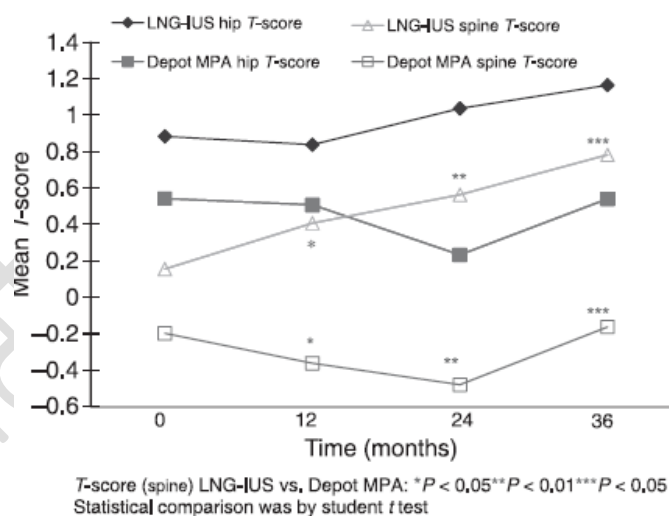 LNG-IUS hip T-score LNG-IUS spine T-score
Depot MPA hip T-score Depot MPA spine T-score
1.4
1.2
1
0.8
0.6
0.4
0.2
0
−0.2
−0.4
−0.6
Mean T-score
*
**
***
*
**
***
0 12 24 36
Time (months)
T-score (spine) LNG-IUS vs. Depot MPA: *P < 0.05**P < 0.01***P < 0.05
Statistical comparison was by student t test